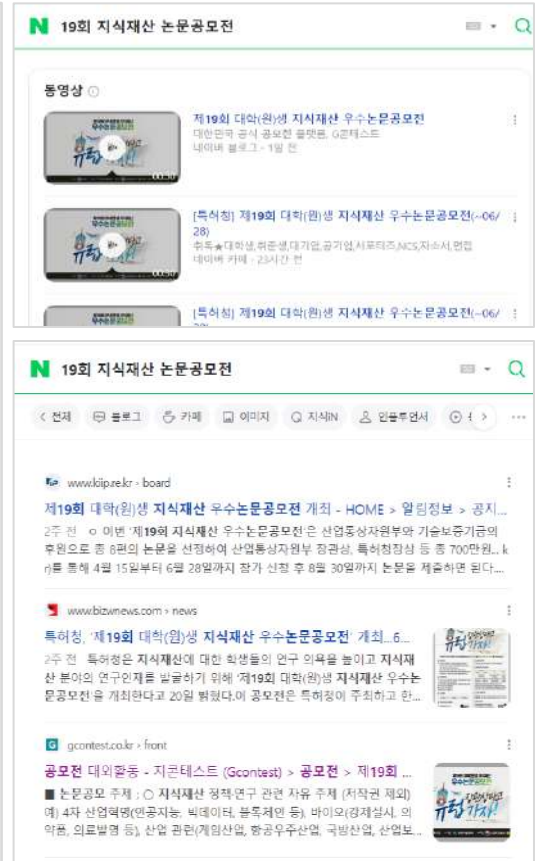 N 19회 지식재산 논문공모전
동영상
제19회 대학(원)생 지식재산 우수논문공모전
대한민국 공식 공모전 플랫폼, G콘테스트
네이버 블로그 - 1일 전
00:30
[특허청] 제19회 대학(원)생 지식재산 우수논문공모전(~06/
28)
취독★대학생,취준생,대기업,공기업,서포터즈,NCS,자소서,면접
네이버 카페 - 23시간 전
00:30
[특허청] 제19회 대학(원)생 지식재산 우수논문공모전(~06/
N 19회 지식재산 논문공모전
전체 블로그 카페 이미지 지식iN 인플루언서
www.kiip.re.kr › board
제19회 대학(원)생 지식재산 우수논문공모전 개최 - HOME > 알림정보 > 공지...
2주 전 ㅇ 이번 '제19회 지식재산 우수논문공모전'은 산업통상자원부와 기술보증기금의
후원으로 총 8편의 논문을 선정하여 산업통상자원부 장관상, 특허청장상 등 총 700만원... k
r)를 통해 4월 15일부터 6월 28일까지 참가 신청 후 8월 30일까지 논문을 제출하면 된다....
www.bizwnews.com › news
특허청, '제19회 대학(원)생 지식재산 우수논문공모전' 개최...6...
2주 전 특허청은 지식재산에 대한 학생들의 연구 의욕을 높이고 지식재
산 분야의 연구인재를 발굴하기 위해 '제19회 대학(원)생 지식재산 우수논
문공모전'을 개최한다고 20일 밝혔다.이 공모전은 특허청이 주최하고 한...
유럽가자!
gcontest.co.kr › front
공모전 대외활동 - 지콘테스트 (Gcontest) > 공모전 > 제19회 ...
■ 논문공모 주제 : ○ 지식재산 정책·연구 관련 자유 주제 (저작권 제외)
예) 4차 산업혁명(인공지능, 빅데이터, 블록체인 등), 바이오(강제실시, 의
약품, 의료발명 등), 산업 관련(게임산업, 항공우주산업, 국방산업, 산업보...